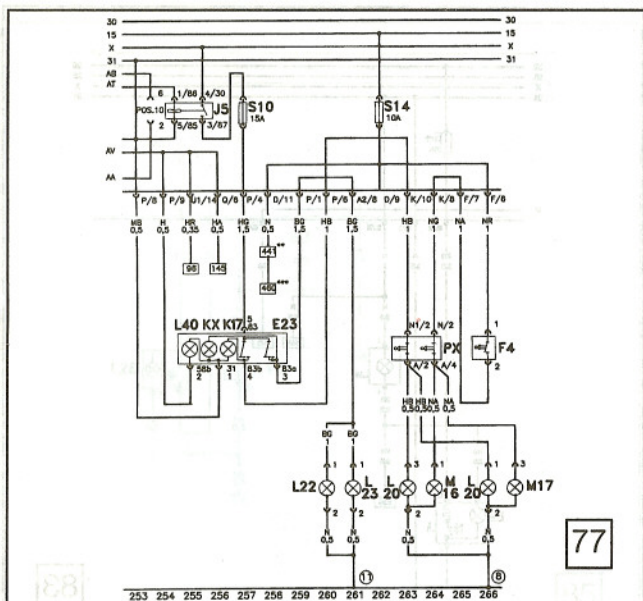 30 30
15 15
X X
31 31
AB
AT
6 1/86 4/30
POS.10 J5
2 5/85 3/87
S10
15A
S14
10A
AV
AA
P/8 P/9 U1/14 Q/6 P/4 D/11 P/1 P/6 A2/8 D/9 K/10 K/8 F/7 F/6
MB H HR HA HG N BG HB BG HB NG NA NR
0,5 0,5 0,35 0,5 1,5 0,5 1,5 1 1,5 1 1 1 1
441 **
98 145 460 ***
5
83
L40 KX K17 E23
58b 31 83b 83a
2 1 4 3
N1/2 N/2
PX
A/2 A/4
1
F4
2
HB HB NA NA
0,5 0,5 0,5 0,5
BG BG
1 1
1 1 3 1 1 3
L22 L23 L20 M16 L20 M17
2 2 2 2
N N N N
0,5 0,5 0,5 0,5
11 8
77
253 254 255 256 257 258 259 260 261 262 263 264 265 266